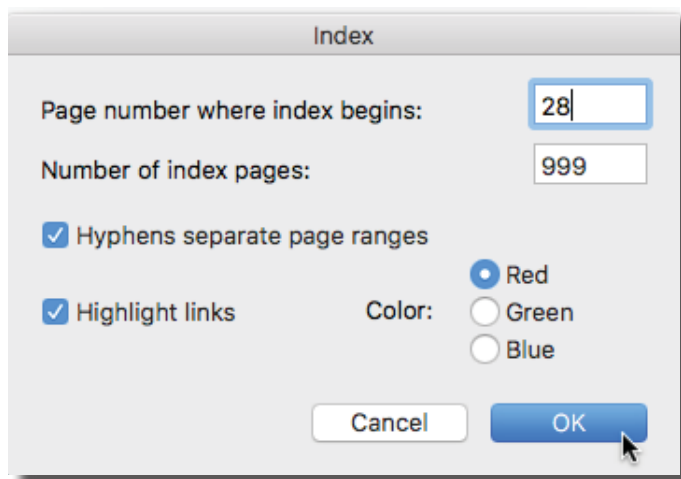 Index
Page number where index begins: 28
Number of index pages: 999
Hyphens separate page ranges
Red
Highlight links Color: Green
Blue
Cancel OK